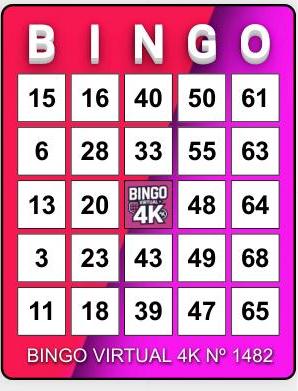 B I N G O
15 16 40 50 61
6 28 33 55 63
13 20 BINGO VIRTUAL 4K 48 64
3 23 43 49 68
11 18 39 47 65
BINGO VIRTUAL 4K Nº 1482